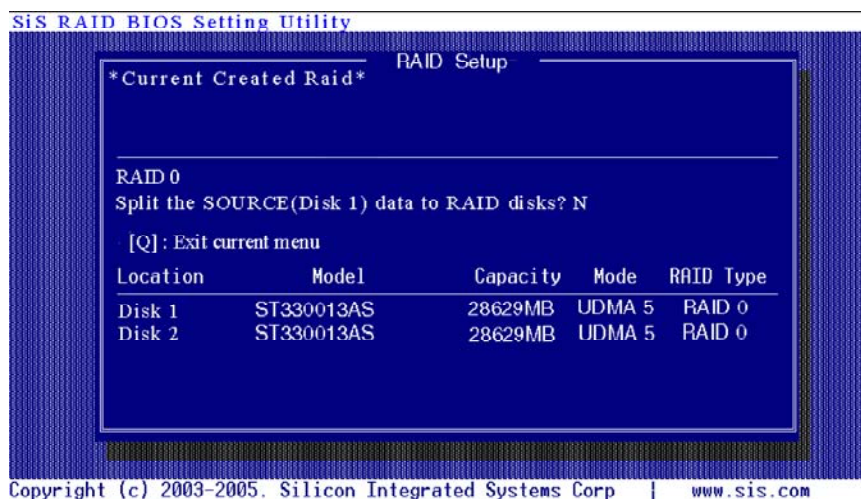 SiS RAID BIOS Setting Utility
RAID Setup
*Current Created Raid*
RAID 0
Split the SOURCE(Disk 1) data to RAID disks? N
[Q] : Exit current menu
Location Model Capacity Mode RAID Type
Disk 1 ST330013AS 28629MB UDMA 5 RAID 0
Disk 2 ST330013AS 28629MB UDMA 5 RAID 0
Copyright (c) 2003-2005. Silicon Integrated Systems Corp | www.sis.com